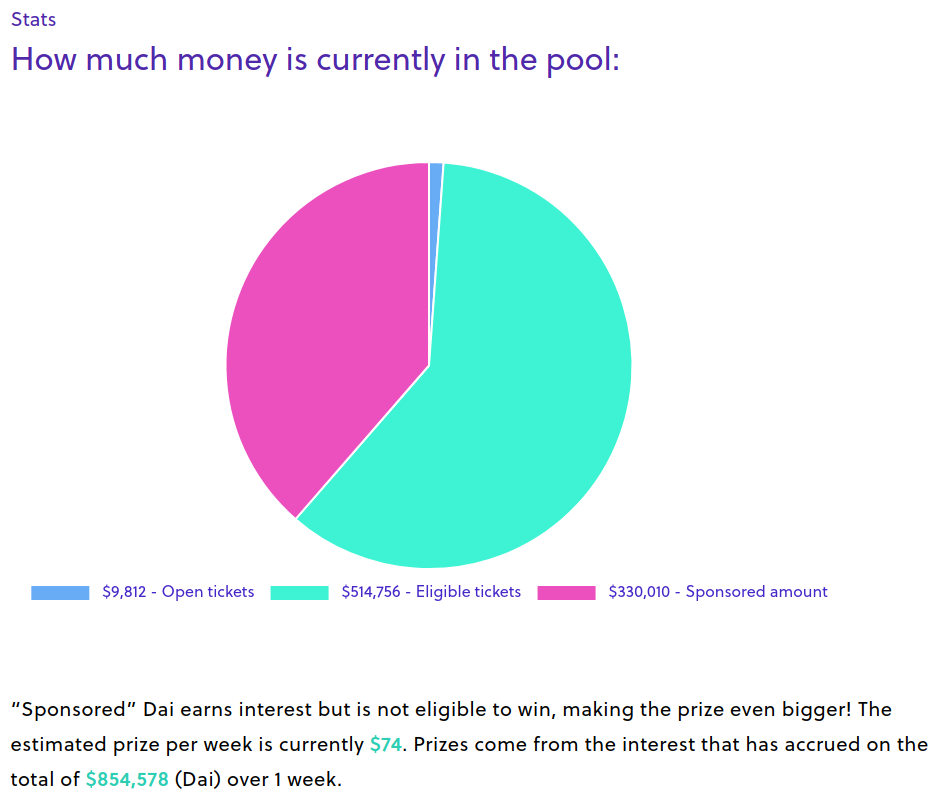 Stats
How much money is currently in the pool:
$9,812 - Open tickets $514,756 - Eligible tickets $330,010 - Sponsored amount
“Sponsored” Dai earns interest but is not eligible to win, making the prize even bigger! The
estimated prize per week is currently $74. Prizes come from the interest that has accrued on the
total of $854,578 (Dai) over 1 week.